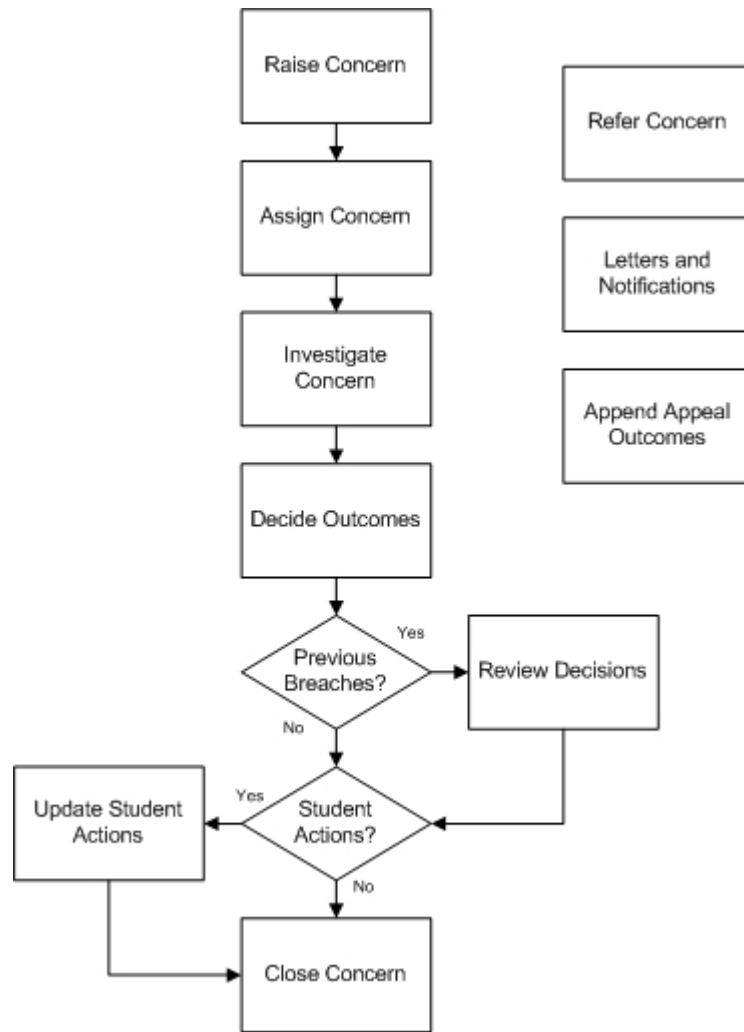 Raise Concern
Refer Concern
Assign Concern
Letters and
Notifications
Investigate
Concern
Append Appeal
Outcomes
Decide Outcomes
Yes
Previous
Breaches?
Review Decisions
No
Yes
Update Student
Actions
Student
Actions?
No
Close Concern